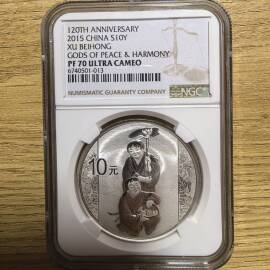 120TH ANNIVERSARY
2015 CHINA S10Y
XU BEIHONG
GODS OF PEACE & HARMONY
PF 70 ULTRA CAMEO
6740501-013
NUMISMATIC GUARANTY COMPANY
NGC
10元